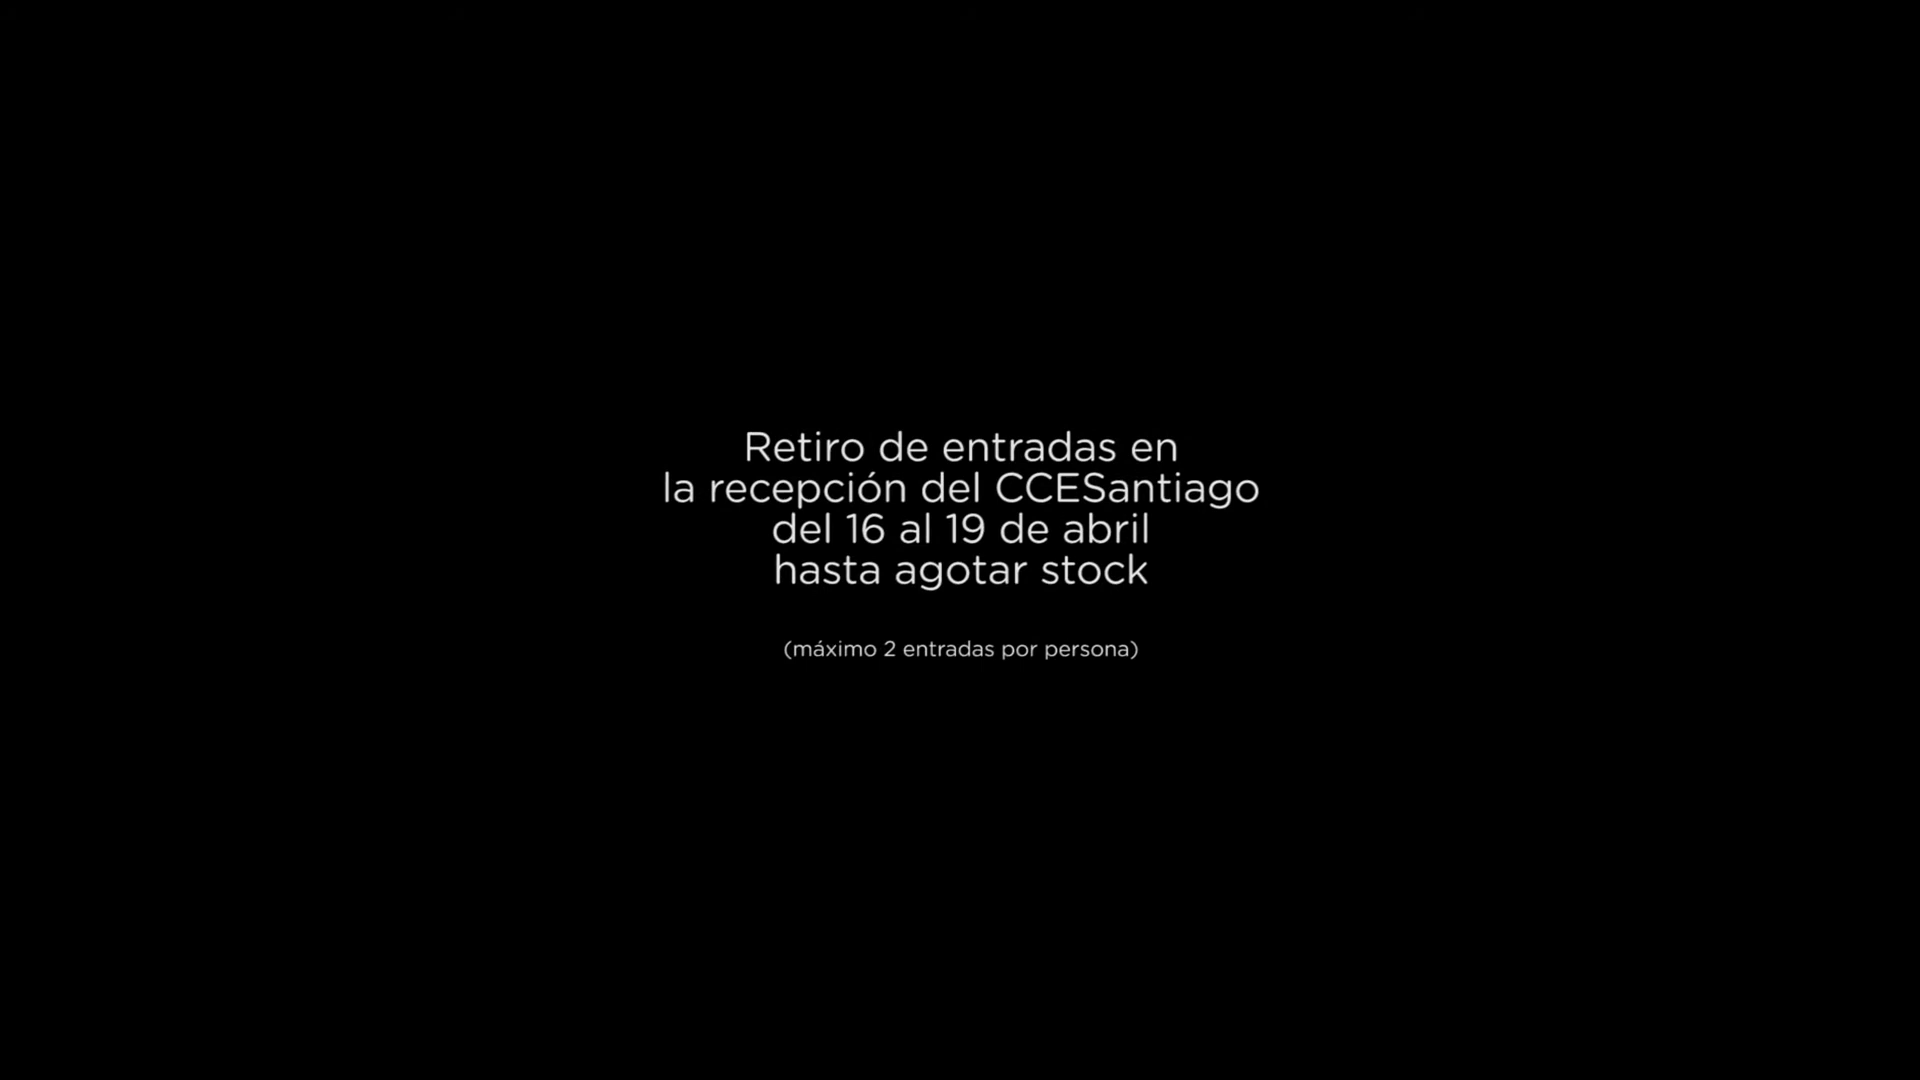 Retiro de entradas en
la recepción del CCESantiago
del 16 al 19 de abril
hasta agotar stock
(máximo 2 entradas por persona)